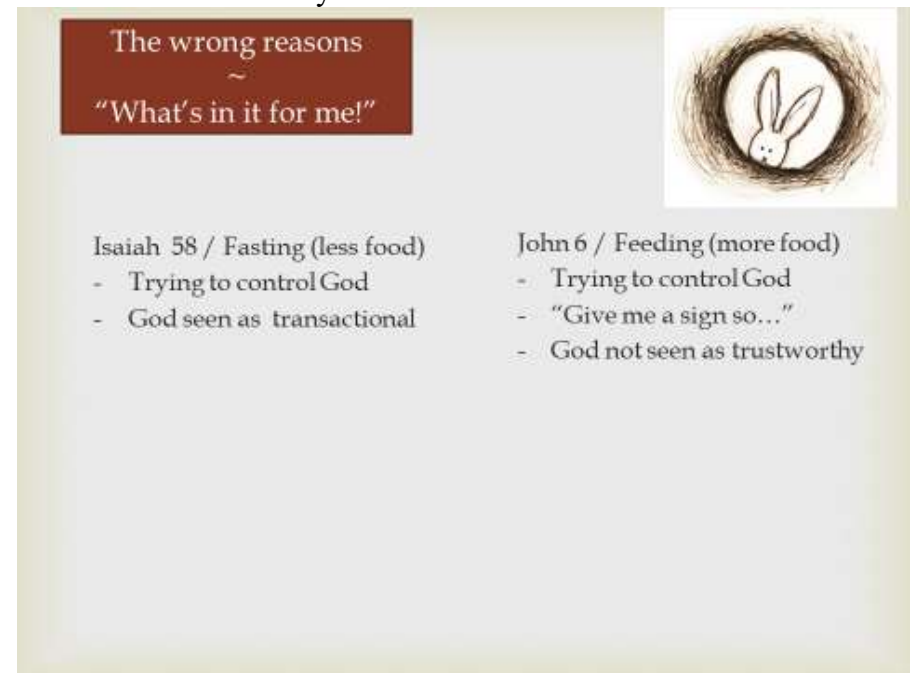 The wrong reasons
~
“What’s in it for me!”
Isaiah 58 / Fasting (less food)
- Trying to control God
- God seen as transactional
John 6 / Feeding (more food)
- Trying to control God
- “Give me a sign so…”
- God not seen as trustworthy